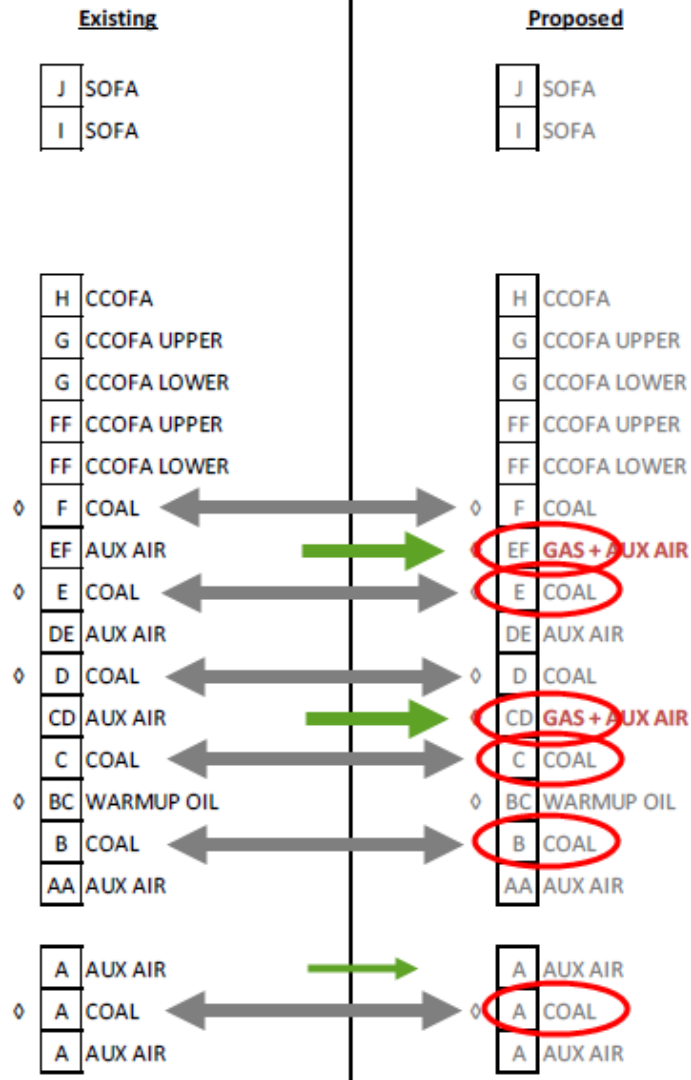 Existing Proposed
J SOFA J SOFA
I SOFA I SOFA
H CCOFA H CCOFA
G CCOFA UPPER G CCOFA UPPER
G CCOFA LOWER G CCOFA LOWER
FF CCOFA UPPER FF CCOFA UPPER
FF CCOFA LOWER FF CCOFA LOWER
◊ F COAL ◊ F COAL
EF AUX AIR ◊ EF GAS + AUX AIR
◊ E COAL ◊ E COAL
DE AUX AIR DE AUX AIR
◊ D COAL ◊ D COAL
CD AUX AIR ◊ CD GAS + AUX AIR
C COAL C COAL
◊ BC WARMUP OIL ◊ BC WARMUP OIL
B COAL B COAL
AA AUX AIR AA AUX AIR
A AUX AIR A AUX AIR
◊ A COAL ◊ A COAL
A AUX AIR A AUX AIR